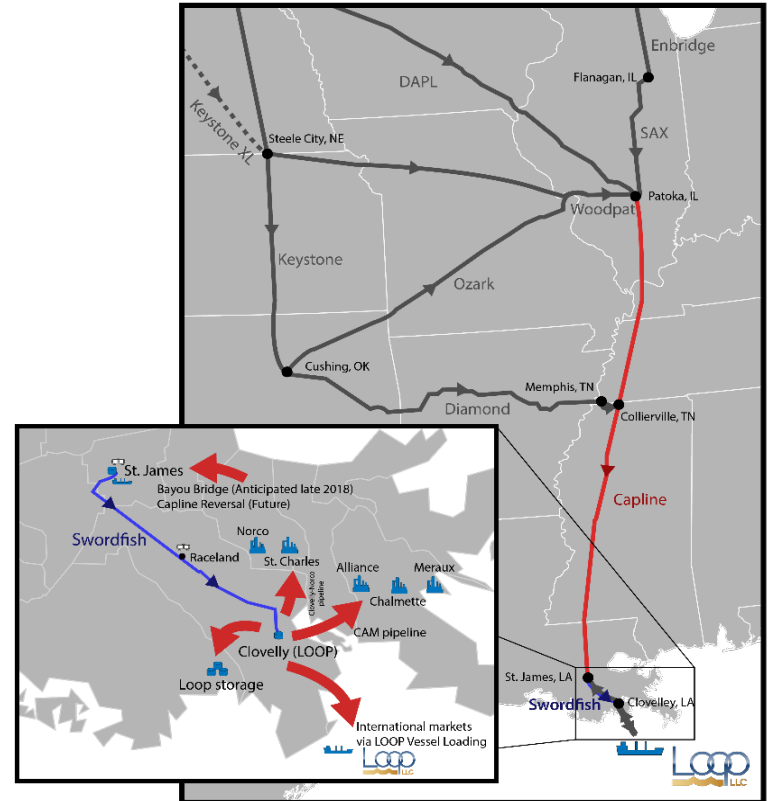 Enbridge
Flanagan, IL
DAPL
Keystone XL
SAX
Steele City, NE
Patoka, IL
Woodpat
Keystone
Ozark
Cushing, OK
Memphis, TN
Diamond
Collierville, TN
Capline
St. James, LA
Swordfish
Clovelley, LA
LOOP
LLC
St. James
Bayou Bridge (Anticipated late 2018)
Capline Reversal (Future)
Swordfish
Norco
Raceland
St. Charles
Alliance
Meraux
Chalmette
Clovelly-Norco
pipeline
CAM pipeline
Clovelly (LOOP)
Loop storage
International markets
via LOOP Vessel Loading
LOOP
LLC